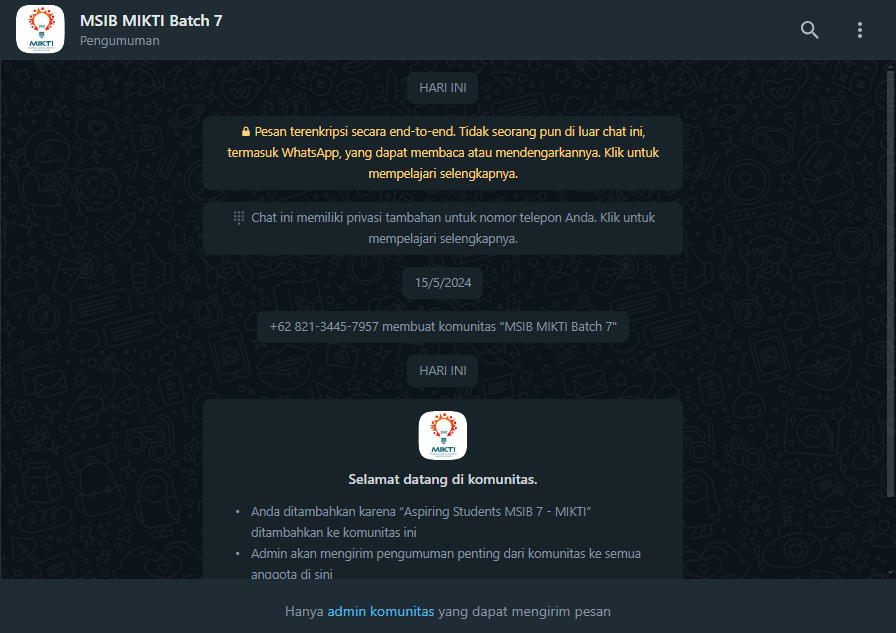 MSIB MIKTI Batch 7
Pengumuman
MIKTI
HARI INI
Pesan terenkripsi secara end-to-end. Tidak seorang pun di luar chat ini,
termasuk WhatsApp, yang dapat membaca atau mendengarkannya. Klik untuk
mempelajari selengkapnya.
Chat ini memiliki privasi tambahan untuk nomor telepon Anda. Klik untuk
mempelajari selengkapnya.
15/5/2024
+62 821-3445-7957 membuat komunitas "MSIB MIKTI Batch 7"
HARI INI
MIKTI
Selamat datang di komunitas.
• Anda ditambahkan karena “Aspiring Students MSIB 7 - MIKTI”
ditambahkan ke komunitas ini
• Admin akan mengirim pengumuman penting dari komunitas ke semua
anggota di sini
Hanya admin komunitas yang dapat mengirim pesan